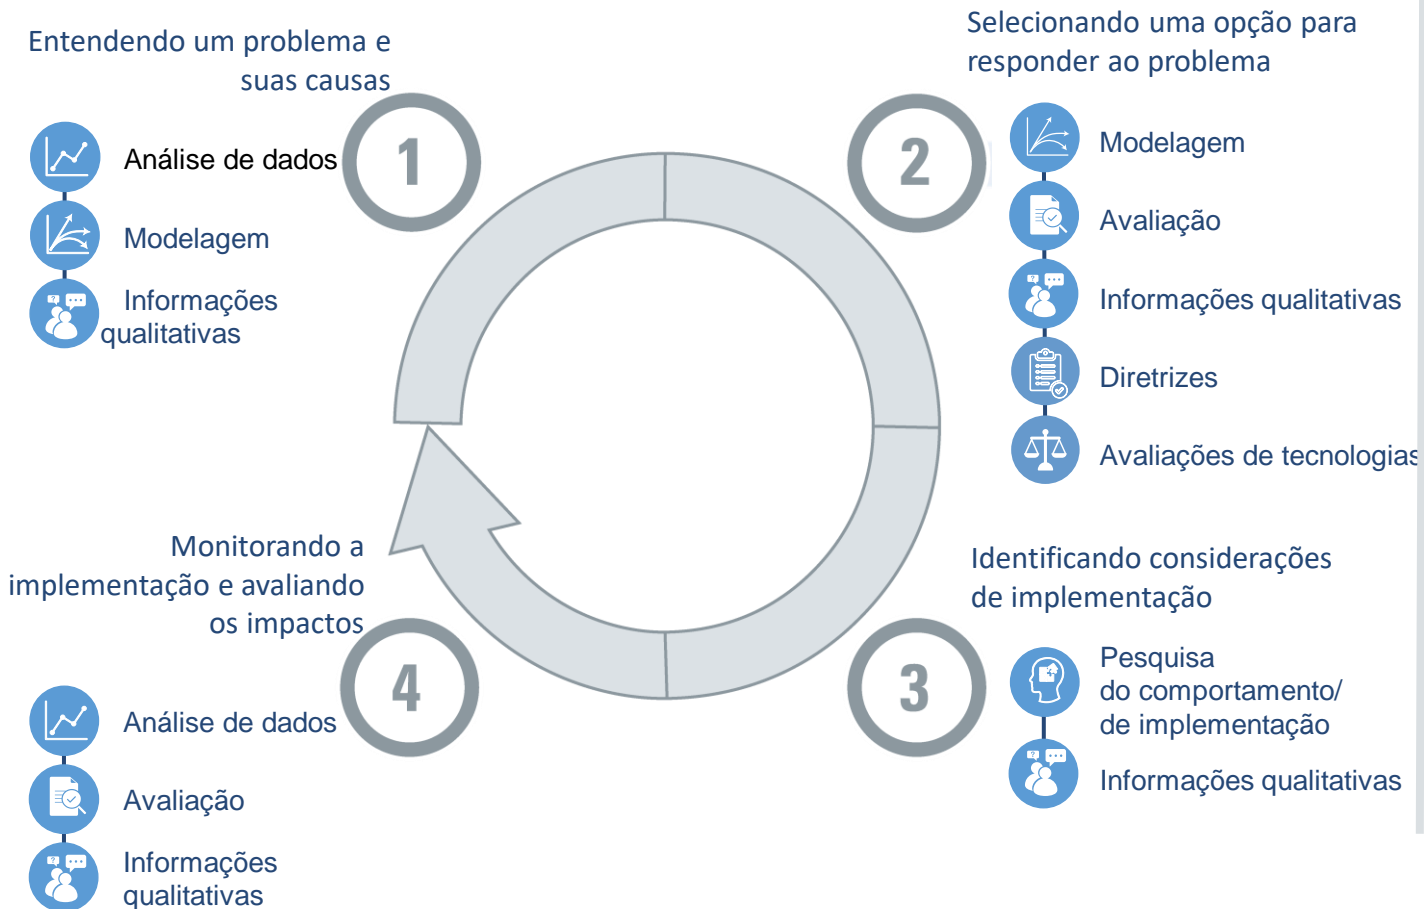 Entendendo um problema e
suas causas
1
Análise de dados
Modelagem
Informações
qualitativas
Selecionando uma opção para
responder ao problema
2
Modelagem
Avaliação
Informações qualitativas
Diretrizes
Avaliações de tecnologias
Identificando considerações
de implementação
3
Pesquisa
do comportamento/
de implementação
Informações qualitativas
Monitorando a
implementação e avaliando
os impactos
4
Análise de dados
Avaliação
Informações
qualitativas